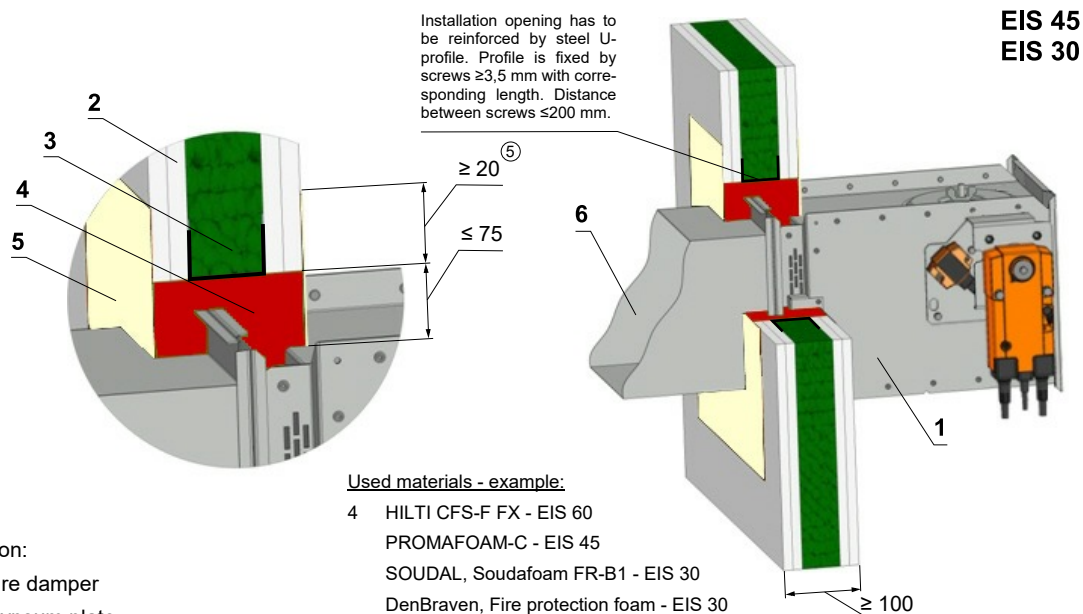 EIS 45
EIS 30
Installation opening has to
be reinforced by steel U-
profile. Profile is fixed by
screws ≥3,5 mm with corre-
sponding length. Distance
between screws ≤200 mm.
2
3
4
5
≥ 20 ⑤
≤ 75
6
1
≥ 100
Used materials - example:
4 HILTI CFS-F FX - EIS 60
PROMAFOAM-C - EIS 45
SOUDAL, Soudafoam FR-B1 - EIS 30
DenBraven, Fire protection foam - EIS 30
on:
re damper